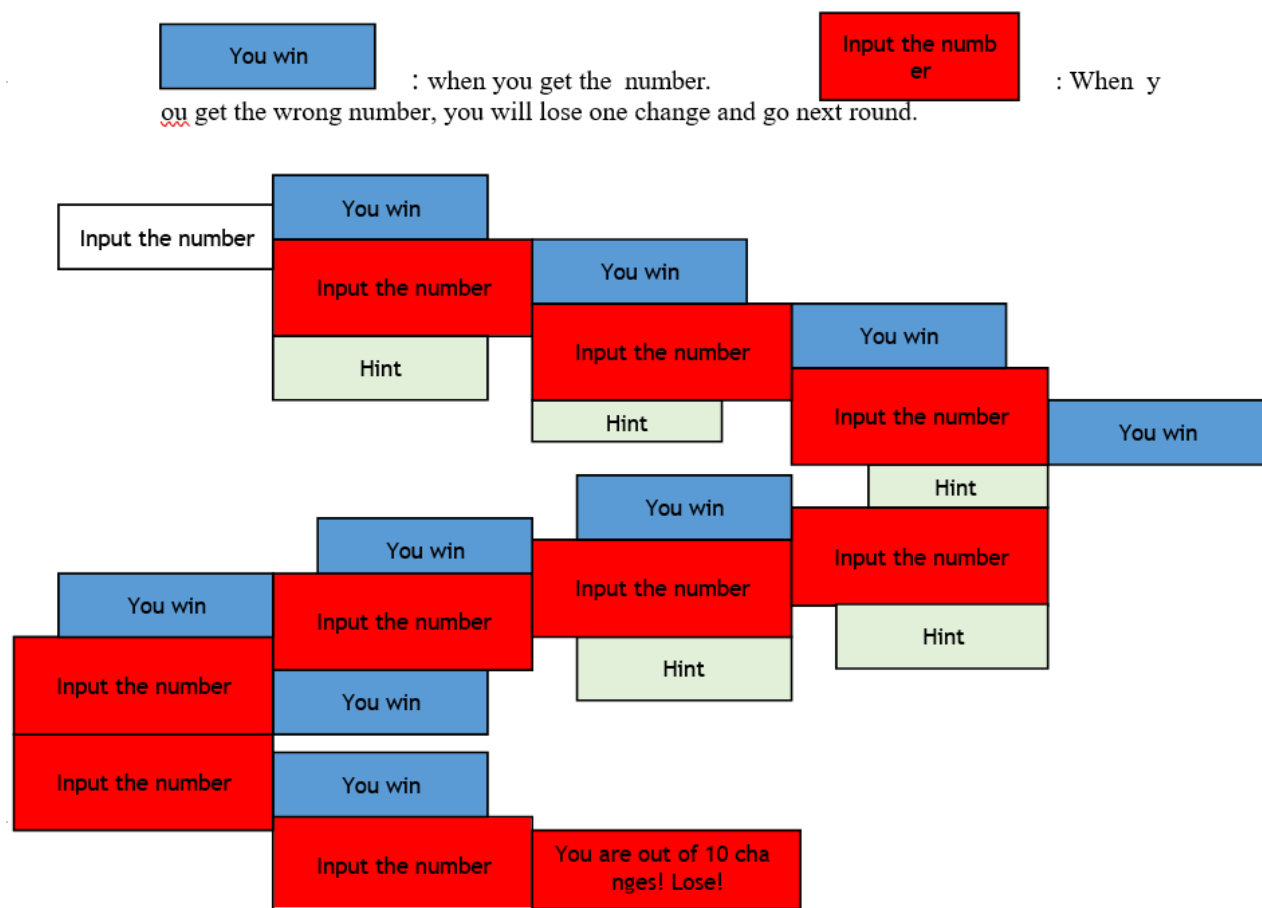 You win
: when you get the  number.
Input the numb
er
: When  y
ou get the wrong number, you will lose one change and go next round.
You win
Input the number
Input the number
You win
Hint
Input the number
You win
Hint
Input the number
You win
Hint
You win
Input the number
You win
Input the number
Hint
You win
Input the number
Hint
You win
Input the number
You win
Input the number
You win
Input the number
You are out of 10 cha
nges! Lose!